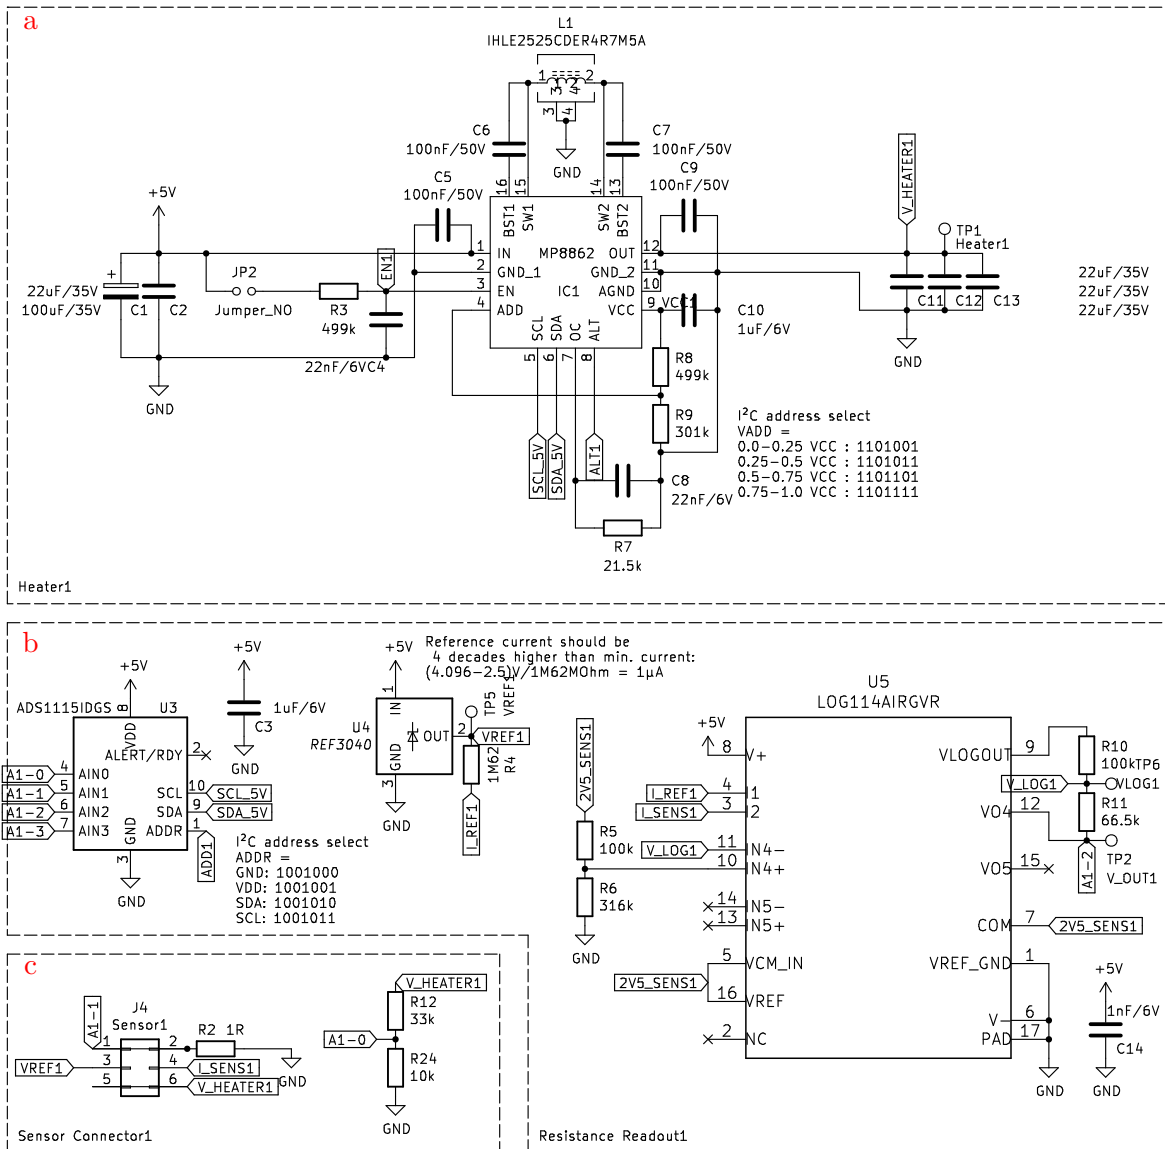 a
L1
IHLE2525CDER4R7M5A
1
2
3
4
3
4
GND
C6
100nF/50V
C7
100nF/50V
C5
100nF/50V
C9
100nF/50V
16
15
14
13
BST1
SW1
SW2
BST2
+5V
V_HEATER1
TP1
Heater1
1
IN
MP8862
OUT
12
2
GND_1
GND_2
11
3
EN
IC1
AGND
10
4
ADD
VCC
9
VCC1
SCL
SDA
OC
ALT
5
6
7
8
EN1
JP2
Jumper_NO
R3
499k
+
22uF/35V
100uF/35V
C1
C2
22nF/6VC4
GND
C10
1uF/6V
C11
C12
C13
22uF/35V
22uF/35V
22uF/35V
GND
R8
499k
R9
301k
SCL_5V
SDA_5V
ALT1
C8
22nF/6V
R7
21.5k
I²C address select
VADD =
0.0-0.25 VCC : 1101001
0.25-0.5 VCC : 1101011
0.5-0.75 VCC : 1101101
0.75-1.0 VCC : 1101111
Heater1
b
+5V
ADS1115IDGS
U3
8
VDD
ALERT/RDY
2
A1-0
4
AIN0
A1-1
5
AIN1
SCL
10
SCL_5V
A1-2
6
AIN2
SDA
9
SDA_5V
A1-3
7
AIN3
ADDR
1
GND
3
GND
ADD1
+5V
1uF/6V
C3
GND
I²C address select
ADDR =
GND: 1001000
VDD: 1001001
SDA: 1001010
SCL: 1001011
Reference current should be
4 decades higher than min. current:
(4.096-2.5)V/1M62MOhm = 1µA
+5V
1
IN
U4
REF3040
OUT
2
GND
3
GND
TP5
VREF1
VREF1
1M62
R4
I_REF1
2V5_SENS1
R5
100k
R6
316k
GND
U5
LOG114AIRGVR
+5V
8
V+
VLOGOUT
9
I_REF1
4
I1
I_SENS1
3
I2
V_LOG1
11
IN4-
10
IN4+
14
IN5-
13
IN5+
5
VCM_IN
2V5_SENS1
16
VREF
2
NC
VO4
12
VO5
15
COM
7
2V5_SENS1
VREF_GND
1
V-
6
PAD
17
GND
R10
100kTP6
V_LOG1
VLOG1
R11
66.5k
A1-2
TP2
V_OUT1
+5V
1nF/6V
C14
GND
Resistance Readout1
c
A1-1
J4
Sensor1
1
2
R2 1R
VREF1
3
4
I_SENS1
GND
5
6
V_HEATER1
V_HEATER1
R12
33k
A1-0
R24
10k
GND
Sensor Connector1